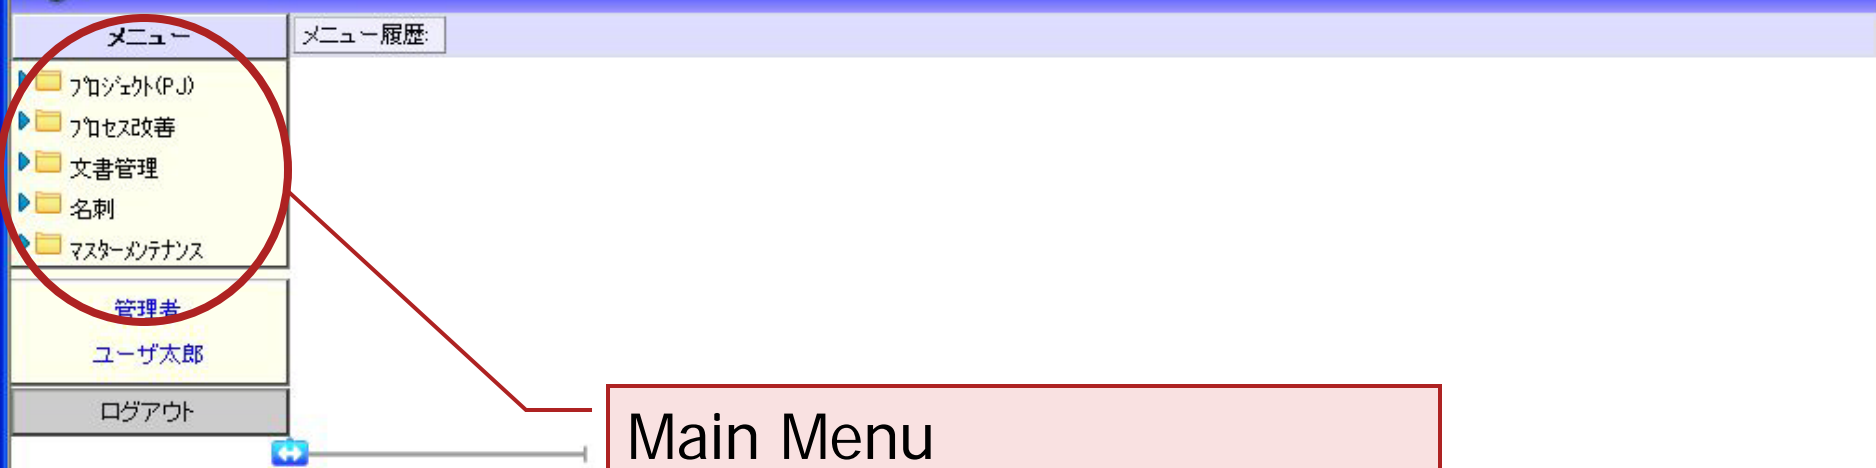 メニュー
メニュー履歴:
ﾌﾟﾛｼﾞｪｸﾄ(PJ)
ﾌﾟﾛｾｽ改善
文書管理
名刺
ﾏｽﾀｰﾒﾝﾃﾅﾝｽ
管理者
ユーザ太郎
ログアウト
Main Menu